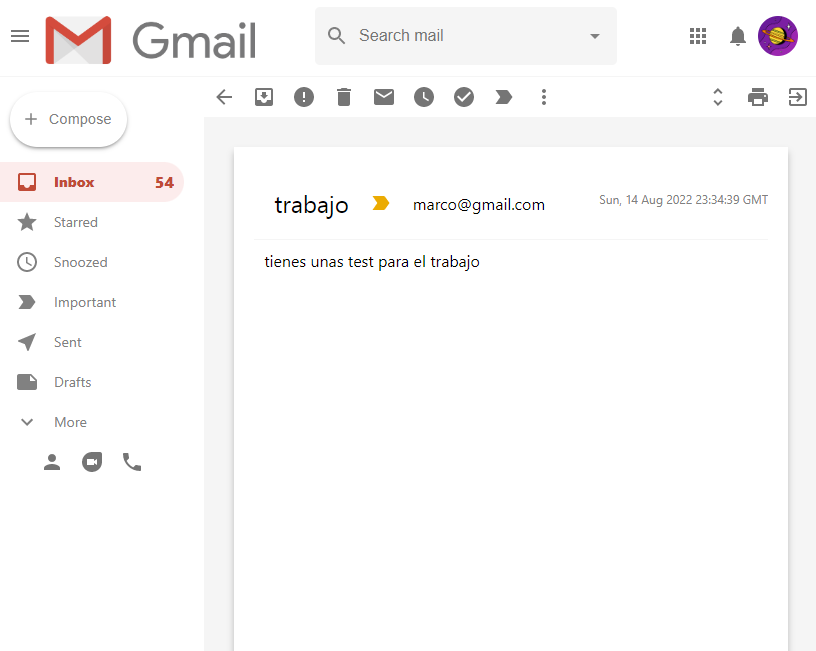 Gmail
Search mail
Compose
Inbox 54
Starred
Snoozed
Important
Sent
Drafts
More
trabajo marco@gmail.com Sun, 14 Aug 2022 23:34:39 GMT
tienes unas test para el trabajo